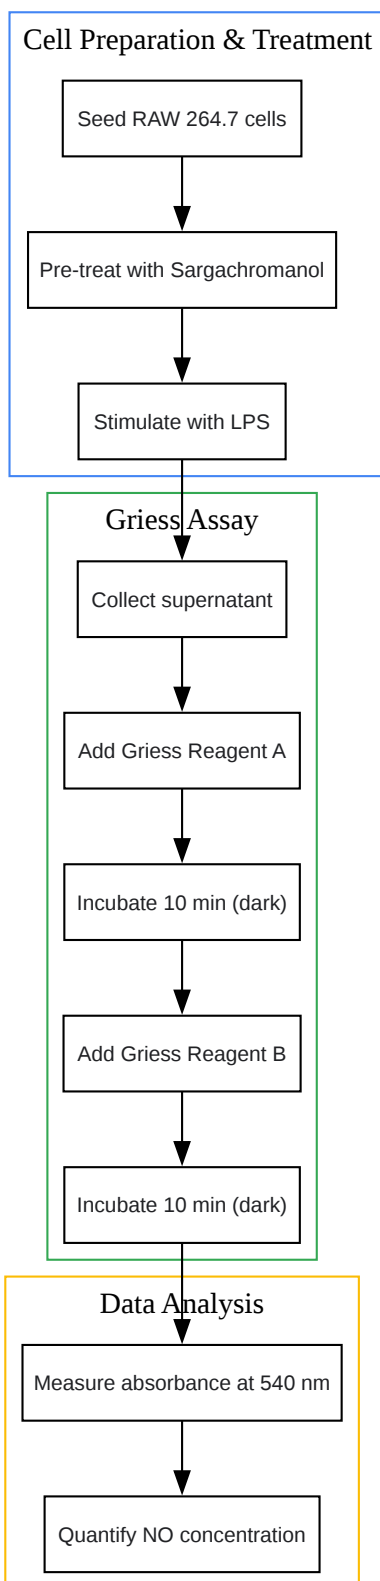 Cell Preparation & Treatment
Seed RAW 264.7 cells
Pre-treat with Sargachromanol
Stimulate with LPS
Griess Assay
Collect supernatant
Add Griess Reagent A
Incubate 10 min (dark)
Add Griess Reagent B
Incubate 10 min (dark)
Data Analysis
Measure absorbance at 540 nm
Quantify NO concentration